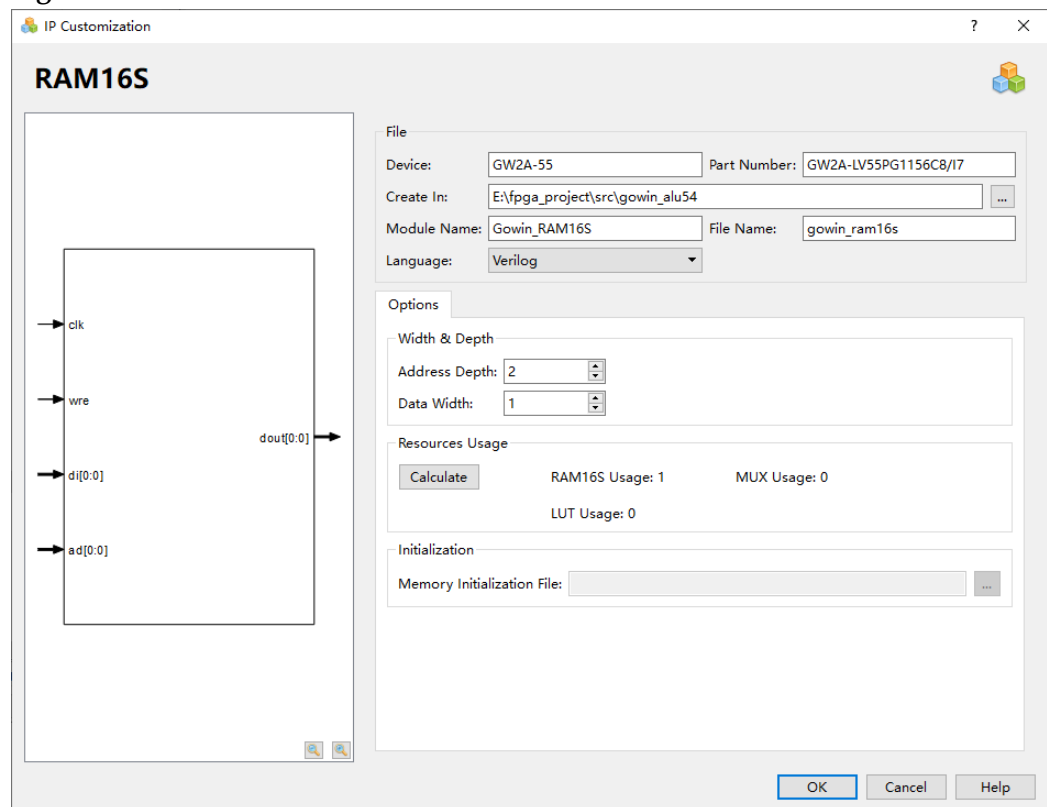 IP Customization ? ×
RAM16S
File
Device: GW2A-55 Part Number: GW2A-LV55PG1156C8/I7
Create In: E:\fpga_project\src\gowin_alu54 ...
Module Name: Gowin_RAM16S File Name: gowin_ram16s
Language: Verilog
Options
Width & Depth
Address Depth: 2
Data Width: 1
Resources Usage
Calculate RAM16S Usage: 1 MUX Usage: 0
LUT Usage: 0
Initialization
Memory Initialization File: ...
clk
wre
dout[0:0]
di[0:0]
ad[0:0]
OK Cancel Help